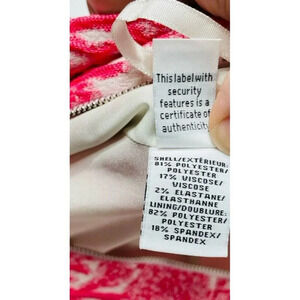 This label with
security
features is a
certificate of
authenticity
SHELL/EXTÉRIEUR:
81% POLYESTER/
POLYESTER
17% VISCOSE/
VISCOSE
2% ELASTANE/
ELASTHANNE
LINING/DOUBLURE:
82% POLYESTER/
POLYESTER
18% SPANDEX/
SPANDEX